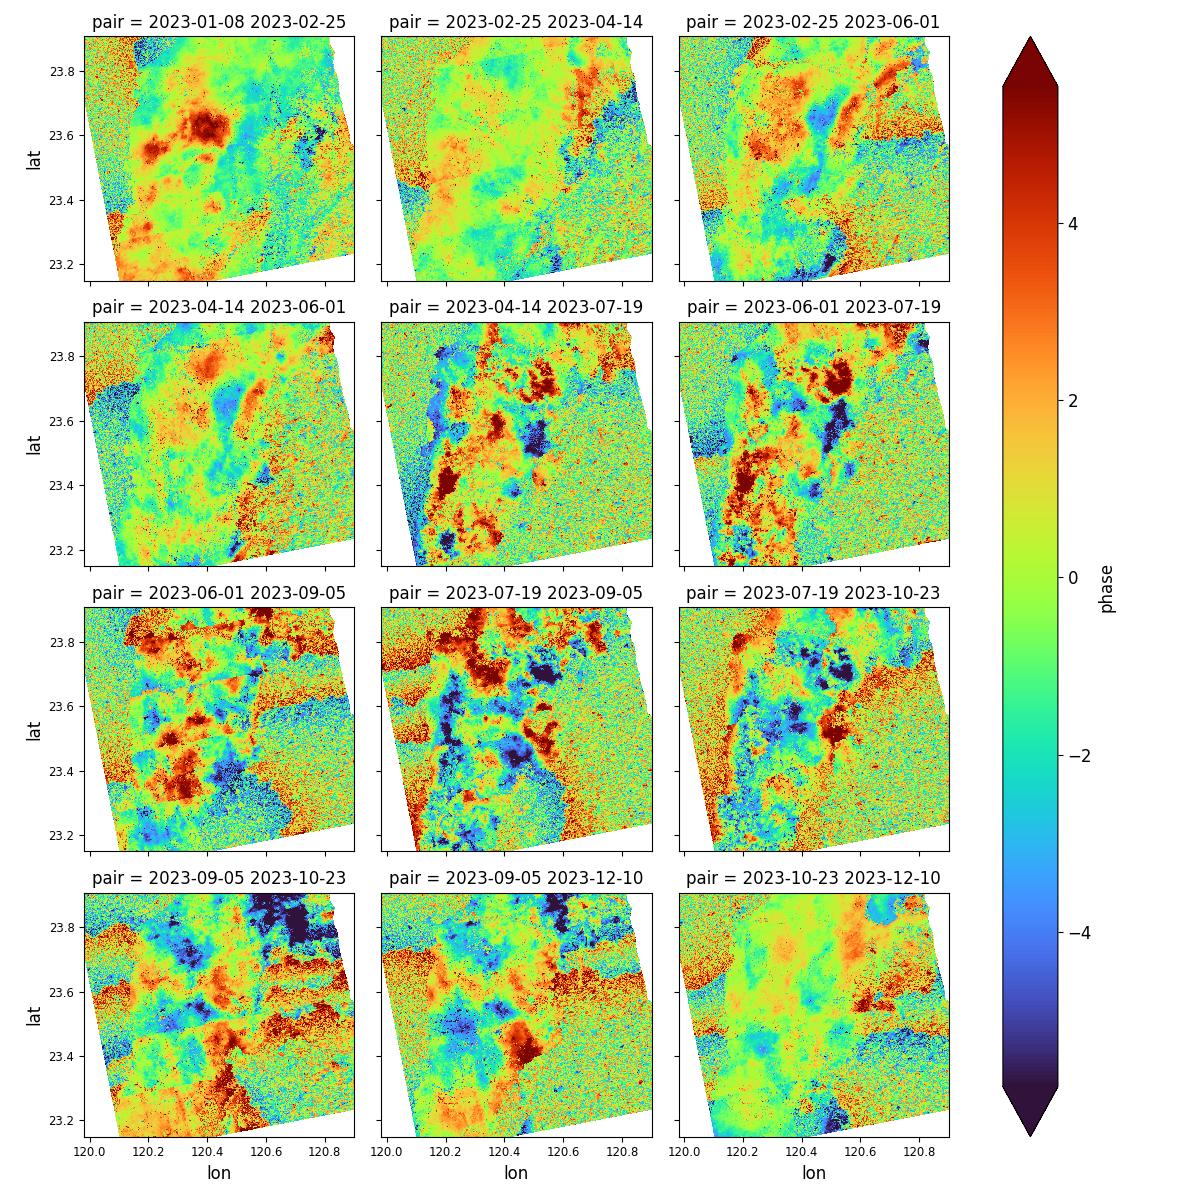 pair = 2023-01-08 2023-02-25
pair = 2023-02-25 2023-04-14
pair = 2023-02-25 2023-06-01
23.8
23.6
23.4
23.2
lat
pair = 2023-04-14 2023-06-01
pair = 2023-04-14 2023-07-19
pair = 2023-06-01 2023-07-19
23.8
23.6
23.4
23.2
lat
pair = 2023-06-01 2023-09-05
pair = 2023-07-19 2023-09-05
pair = 2023-07-19 2023-10-23
23.8
23.6
23.4
23.2
lat
pair = 2023-09-05 2023-10-23
pair = 2023-09-05 2023-12-10
pair = 2023-10-23 2023-12-10
23.8
23.6
23.4
23.2
lat
120.0 120.2 120.4 120.6 120.8
lon
120.0 120.2 120.4 120.6 120.8
lon
120.0 120.2 120.4 120.6 120.8
lon
4
2
0
−2
−4
phase